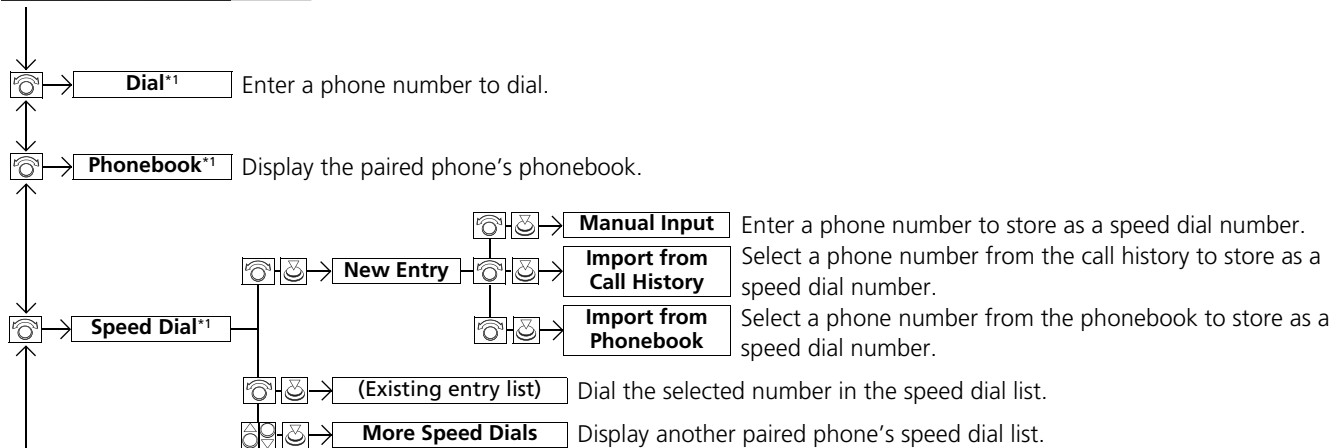 Dial*1 Enter a phone number to dial.
Phonebook*1 Display the paired phone’s phonebook.
Manual Input Enter a phone number to store as a speed dial number.
New Entry
Import from
Call History
Select a phone number from the call history to store as a
speed dial number.
Speed Dial*1
Import from
Phonebook
Select a phone number from the phonebook to store as a
speed dial number.
(Existing entry list) Dial the selected number in the speed dial list.
More Speed Dials Display another paired phone’s speed dial list.